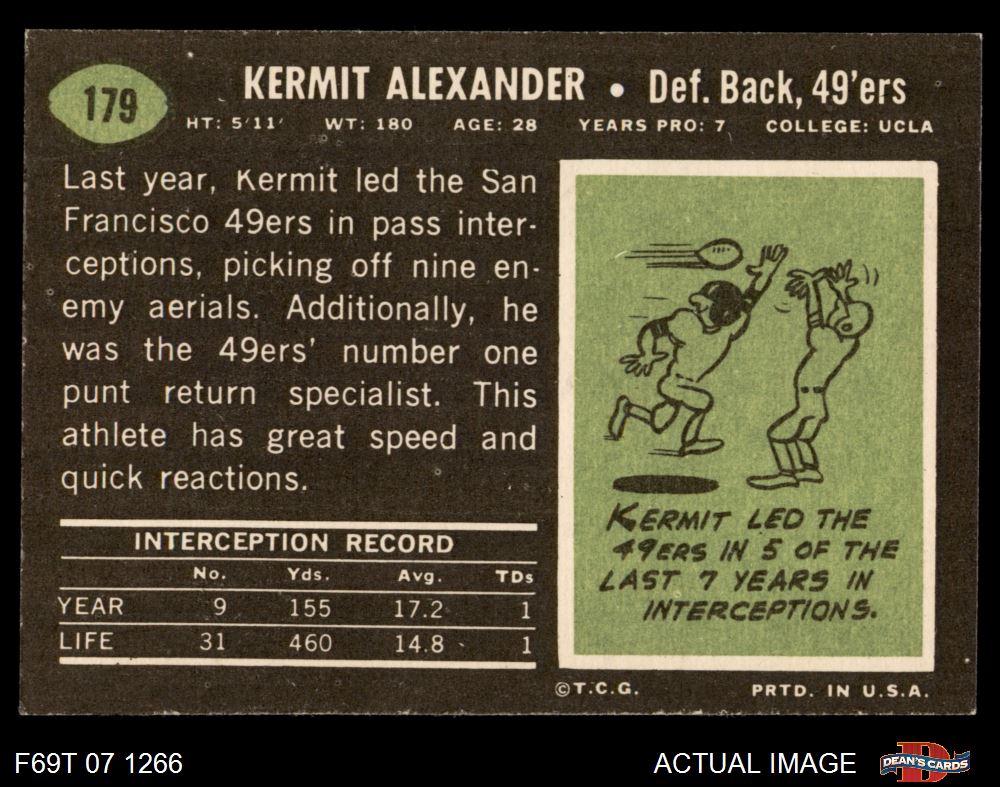 179
KERMIT ALEXANDER • Def. Back, 49'ers
HT: 5'11' WT: 180 AGE: 28 YEARS PRO: 7 COLLEGE: UCLA
Last year, Kermit led the San
Francisco 49ers in pass inter-
ceptions, picking off nine en-
emy aerials. Additionally, he
was the 49ers' number one
punt return specialist. This
athlete has great speed and
quick reactions.
INTERCEPTION RECORD
No. Yds. Avg. TDs
YEAR 9 155 17.2 1
LIFE 31 460 14.8 1
KERMIT LED THE
49ERS IN 5 OF THE
LAST 7 YEARS IN
INTERCEPTIONS.
©T.C.G. PRTD. IN U.S.A.
F69T 07 1266
ACTUAL IMAGE
D
DEAN'S CARDS